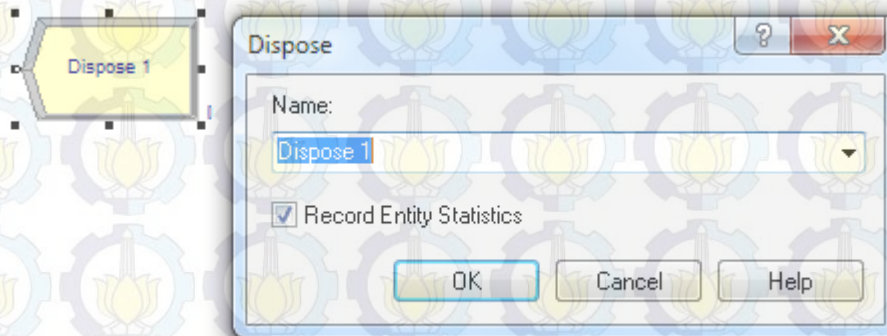 Dispose 1
Dispose
?
X
Name:
Dispose 1
Record Entity Statistics
OK
Cancel
Help